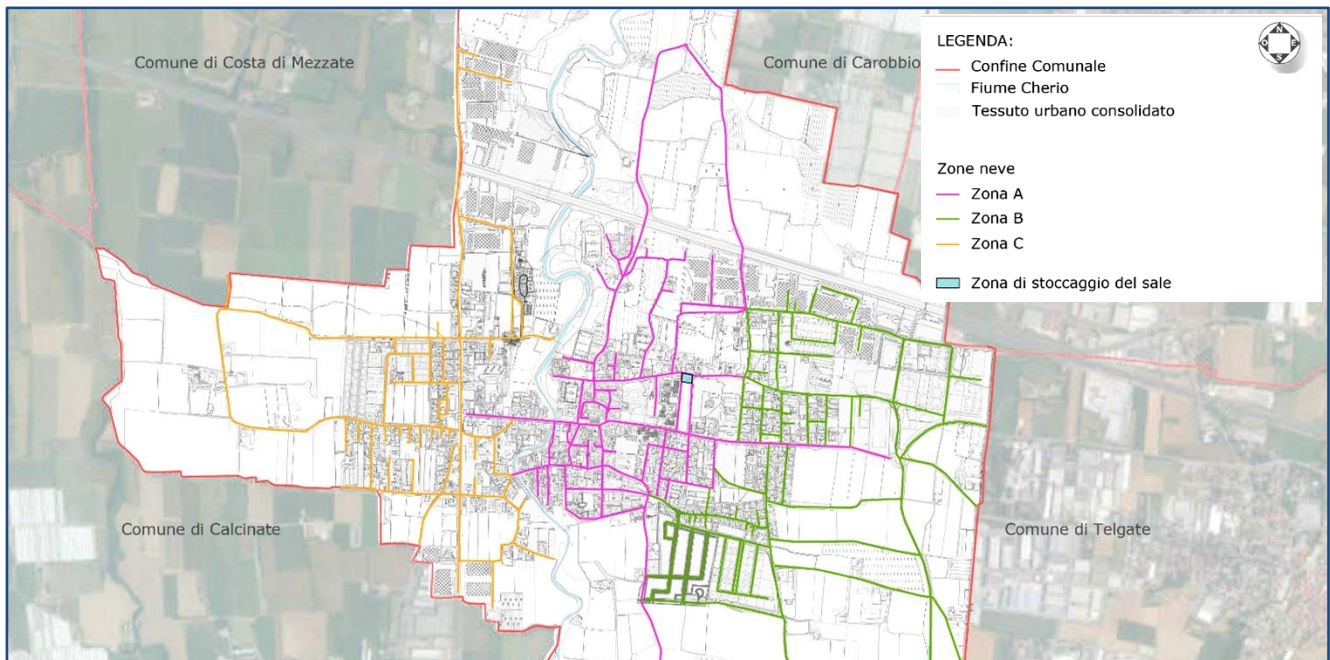 Comune di Costa di Mezzate
Comune di Carobbio
LEGENDA:
Confine Comunale
Fiume Cherio
Tessuto urbano consolidato
Zone neve
Zona A
Zona B
Zona C
Zona di stoccaggio del sale
N
O E
S
Comune di Calcinate
Comune di Telgate